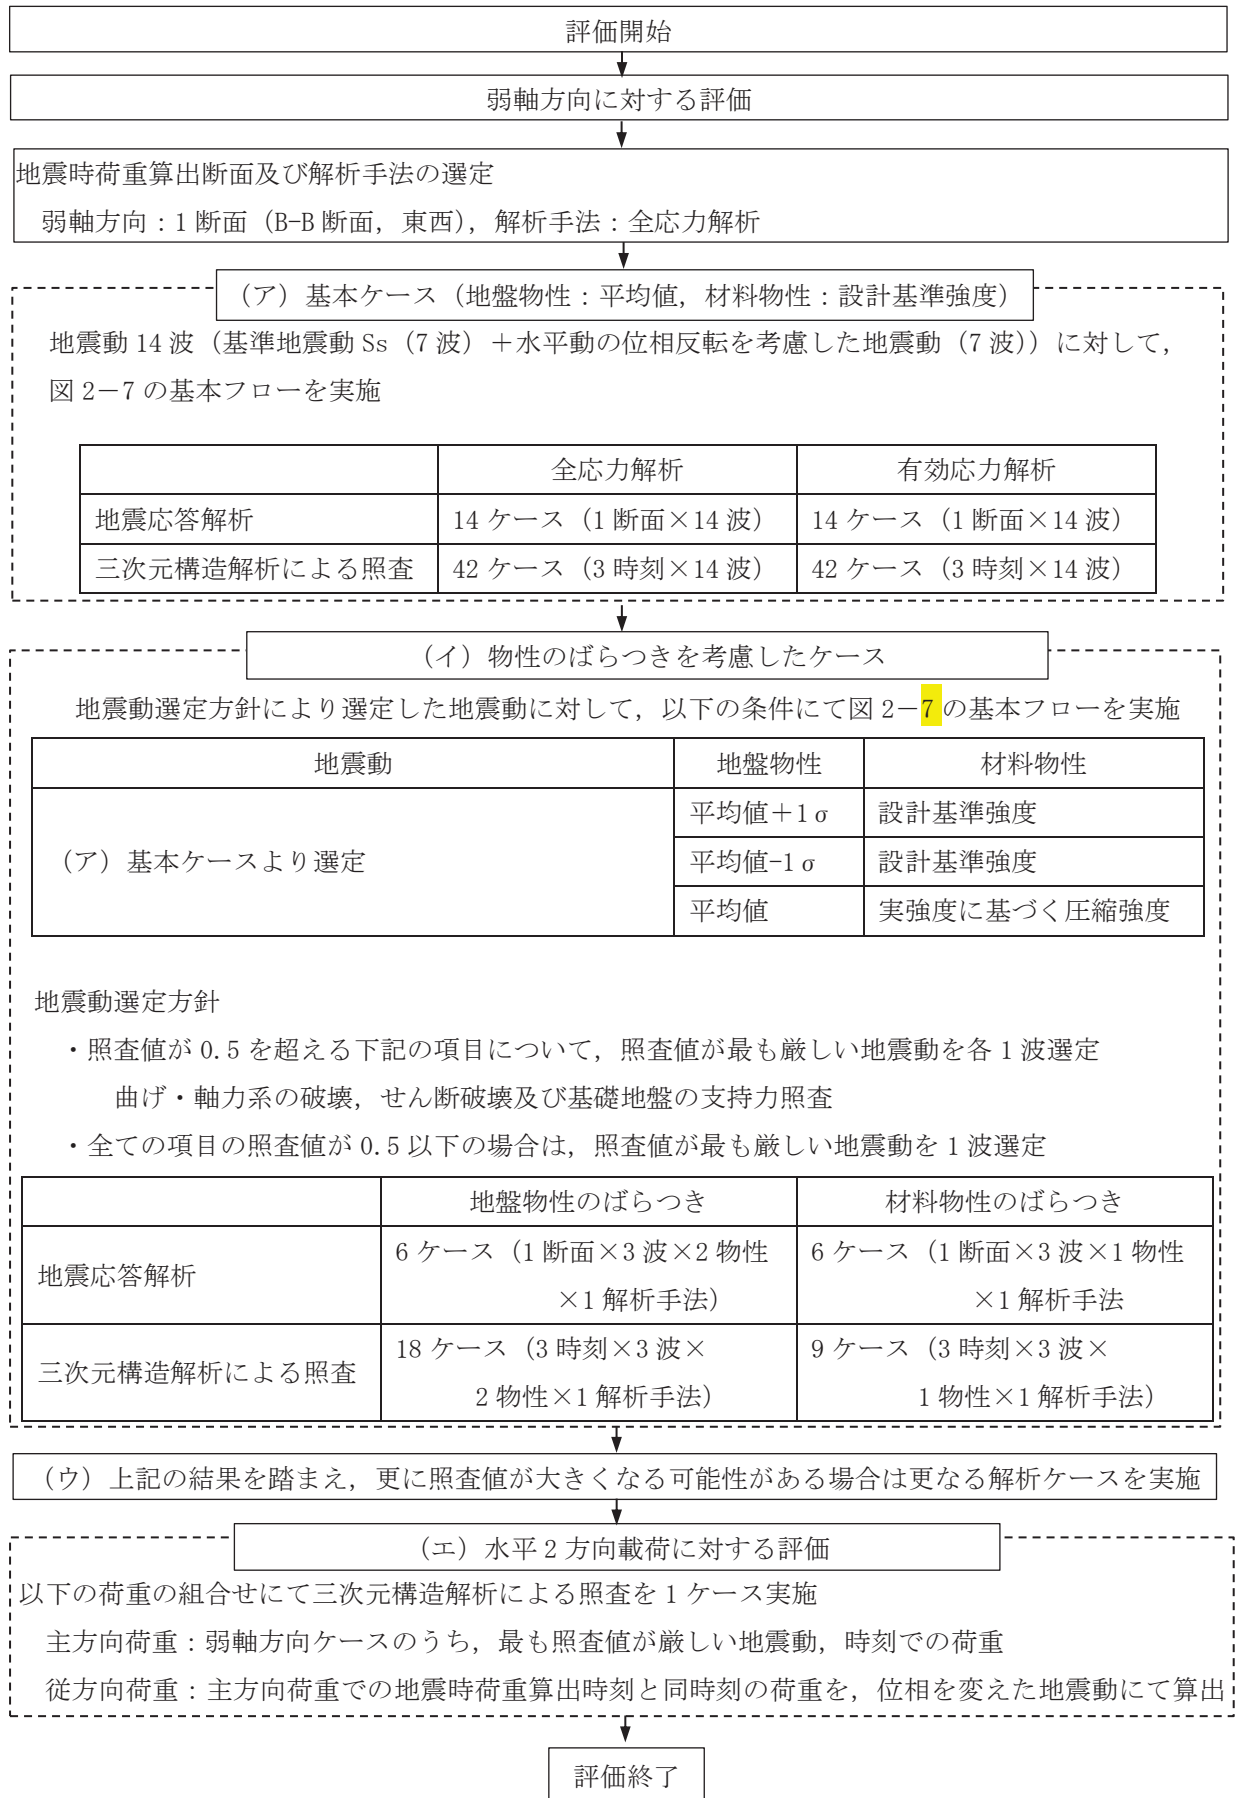 評価開始
弱軸方向に対する評価
地震時荷重算出断面及び解析手法の選定
弱軸方向：1断面（B-B断面，東西），解析手法：全応力解析
（ア）基本ケース（地盤物性：平均値，材料物性：設計基準強度）
地震動14波（基準地震動Ss（7波）＋水平動の位相反転を考慮した地震動（7波））に対して，
図2－7の基本フローを実施
全応力解析 有効応力解析
地震応答解析 14ケース（1断面×14波） 14ケース（1断面×14波）
三次元構造解析による照査 42ケース（3時刻×14波） 42ケース（3時刻×14波）
（イ）物性のばらつきを考慮したケース
地震動選定方針により選定した地震動に対して，以下の条件にて図2－7の基本フローを実施
地震動 地盤物性 材料物性
平均値＋1σ 設計基準強度
（ア）基本ケースより選定 平均値-1σ 設計基準強度
平均値 実強度に基づく圧縮強度
地震動選定方針
・照査値が0.5を超える下記の項目について，照査値が最も厳しい地震動を各1波選定
曲げ・軸力系の破壊，せん断破壊及び基礎地盤の支持力照査
・全ての項目の照査値が0.5以下の場合は，照査値が最も厳しい地震動を1波選定
地盤物性のばらつき 材料物性のばらつき
地震応答解析 6ケース（1断面×3波×2物性 6ケース（1断面×3波×1物性
×1解析手法） ×1解析手法
三次元構造解析による照査 18ケース（3時刻×3波× 9ケース（3時刻×3波×
2物性×1解析手法） 1物性×1解析手法）
（ウ）上記の結果を踏まえ，更に照査値が大きくなる可能性がある場合は更なる解析ケースを実施
（エ）水平2方向載荷に対する評価
以下の荷重の組合せにて三次元構造解析による照査を1ケース実施
主方向荷重：弱軸方向ケースのうち，最も照査値が厳しい地震動，時刻での荷重
従方向荷重：主方向荷重での地震時荷重算出時刻と同時刻の荷重を，位相を変えた地震動にて算出
評価終了